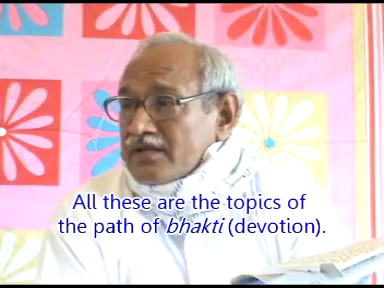 All these are the topics of
the path of bhakti (devotion).